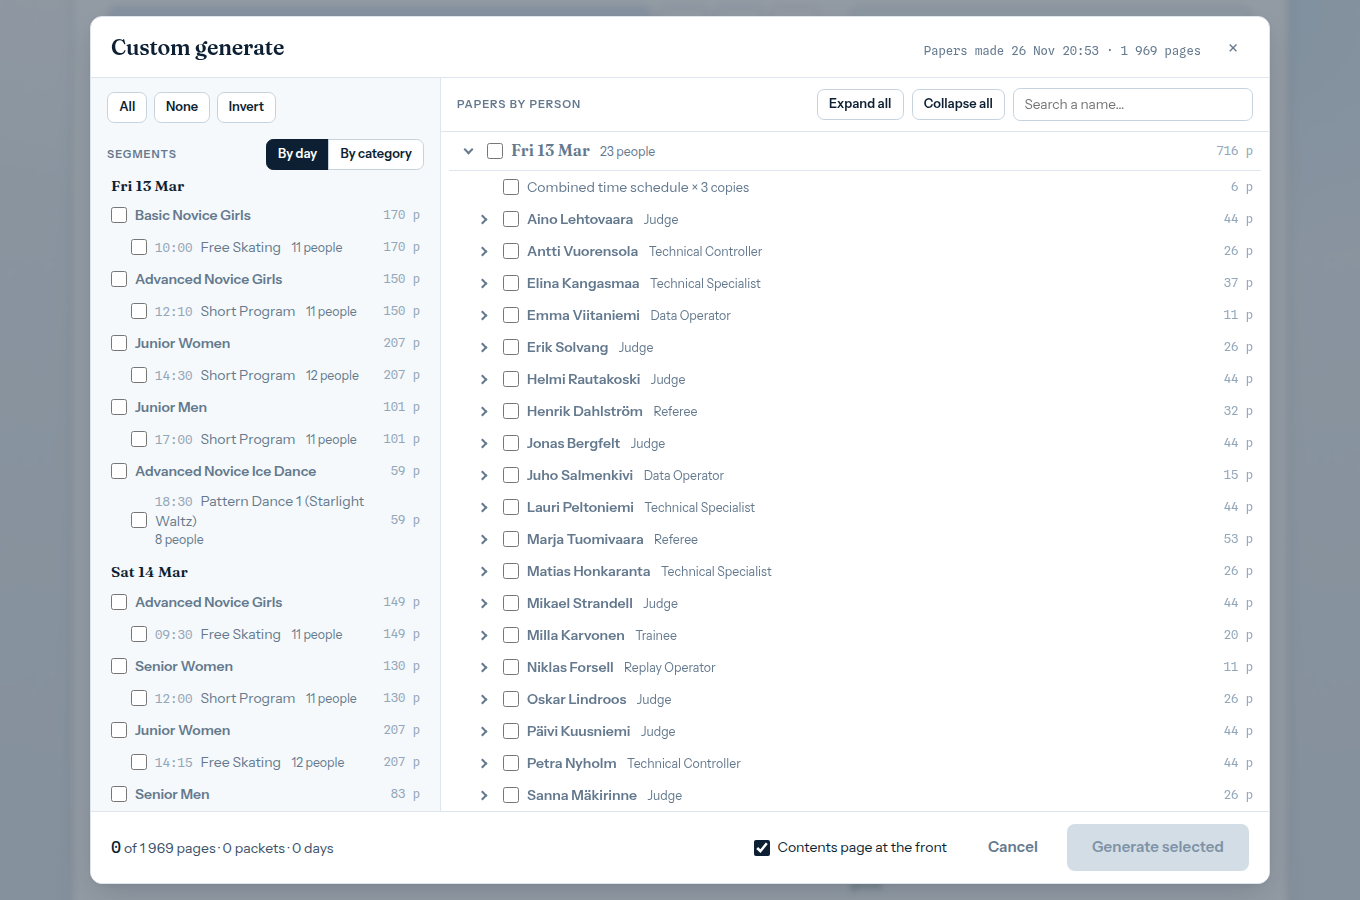 Custom generate
Papers made 26 Nov 20:53 · 1 969 pages ×
All None Invert
SEGMENTS By day By category
Fri 13 Mar
Basic Novice Girls 170 p
10:00 Free Skating 11 people 170 p
Advanced Novice Girls 150 p
12:10 Short Program 11 people 150 p
Junior Women 207 p
14:30 Short Program 12 people 207 p
Junior Men 101 p
17:00 Short Program 11 people 101 p
Advanced Novice Ice Dance 59 p
18:30 Pattern Dance 1 (Starlight
Waltz) 59 p
8 people
Sat 14 Mar
Advanced Novice Girls 149 p
09:30 Free Skating 11 people 149 p
Senior Women 130 p
12:00 Short Program 11 people 130 p
Junior Women 207 p
14:15 Free Skating 12 people 207 p
Senior Men 83 p
PAPERS BY PERSON Expand all Collapse all Search a name…
Fri 13 Mar 23 people 716 p
Combined time schedule × 3 copies 6 p
Aino Lehtovaara Judge 44 p
Antti Vuorensola Technical Controller 26 p
Elina Kangasmaa Technical Specialist 37 p
Emma Viitaniemi Data Operator 11 p
Erik Solvang Judge 26 p
Helmi Rautakoski Judge 44 p
Henrik Dahlström Referee 32 p
Jonas Bergfelt Judge 44 p
Juho Salmenkivi Data Operator 15 p
Lauri Peltoniemi Technical Specialist 44 p
Marja Tuomivaara Referee 53 p
Matias Honkaranta Technical Specialist 26 p
Mikael Strandell Judge 44 p
Milla Karvonen Trainee 20 p
Niklas Forsell Replay Operator 11 p
Oskar Lindroos Judge 26 p
Päivi Kuusniemi Judge 44 p
Petra Nyholm Technical Controller 44 p
Sanna Mäkirinne Judge 26 p
0 of 1 969 pages · 0 packets · 0 days
Contents page at the front Cancel Generate selected